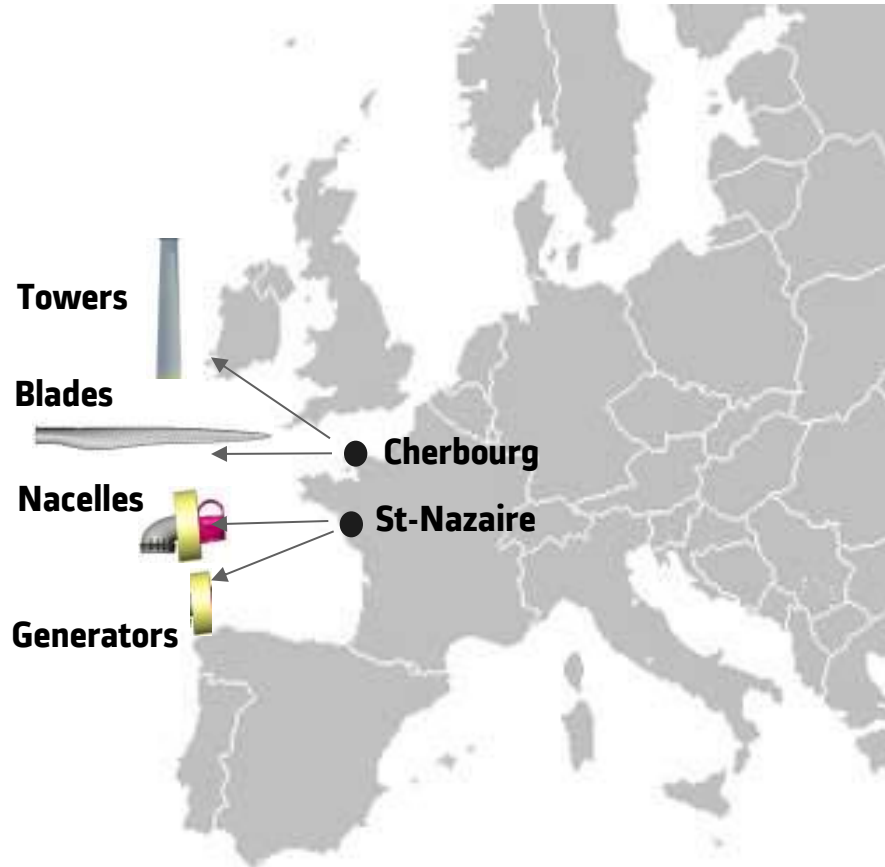 Towers
Blades
Cherbourg
Nacelles
St-Nazaire
Generators